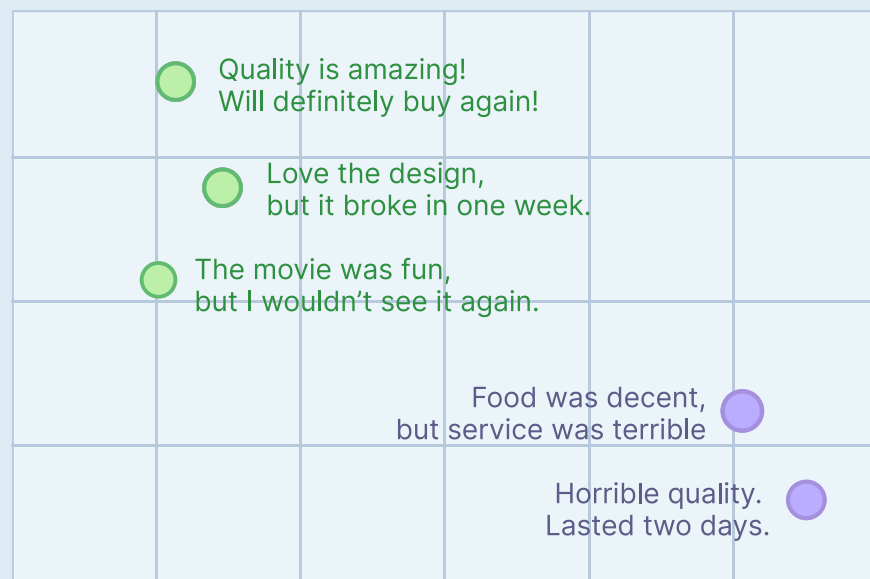 Quality is amazing!
Will definitely buy again!
Love the design,
but it broke in one week.
The movie was fun,
but I wouldn’t see it again.
Food was decent,
but service was terrible
Horrible quality.
Lasted two days.